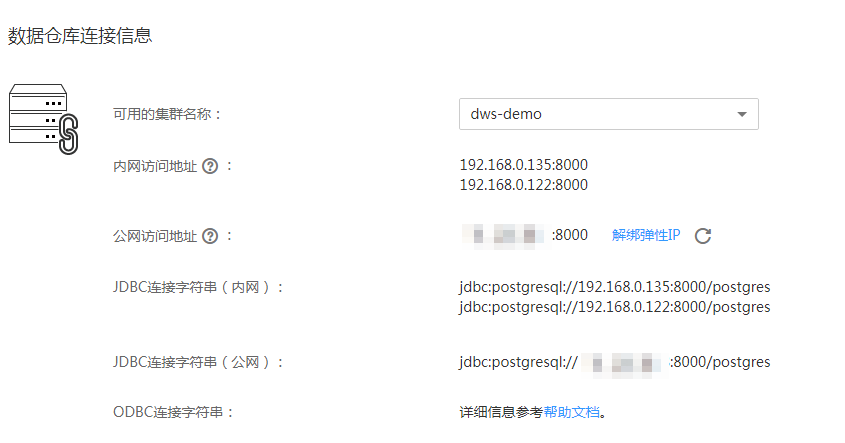 数据仓库连接信息
可用的集群名称： dws-demo
内网访问地址 ? ： 192.168.0.135:8000
192.168.0.122:8000
公网访问地址 ? ： :8000 解绑弹性IP
JDBC连接字符串（内网）： jdbc:postgresql://192.168.0.135:8000/postgres
jdbc:postgresql://192.168.0.122:8000/postgres
JDBC连接字符串（公网）： jdbc:postgresql:// :8000/postgres
ODBC连接字符串： 详细信息参考帮助文档。